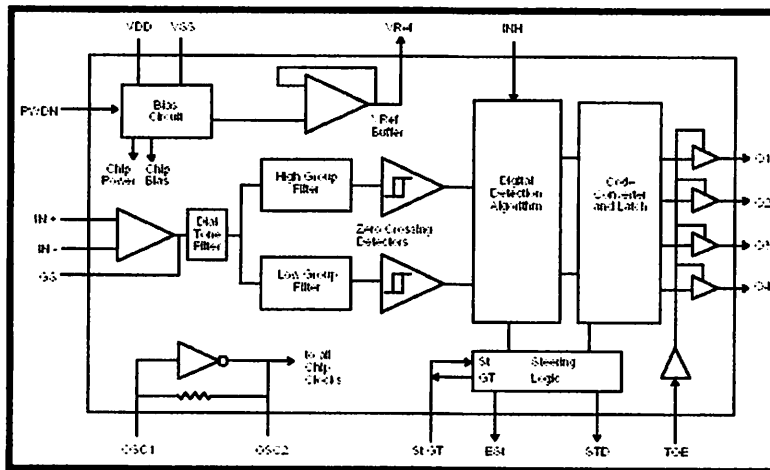 VDD VSS VRef INH
PWDN
Bias
Circuit
VRef
Buffer
Chip
Power
Chip
Bias
High Group
Filter
Digital
Detection
Algorithm
Code
Converter
and Latch
Q1
Q2
Q3
Q4
IN +
IN -
GS
Dial
Tone
Filter
Zero Crossing
Detectors
Low Group
Filter
to all
Chip
Clocks
St
GT
Steering
Logic
OSC1 OSC2 St/GT ESt STD TOE